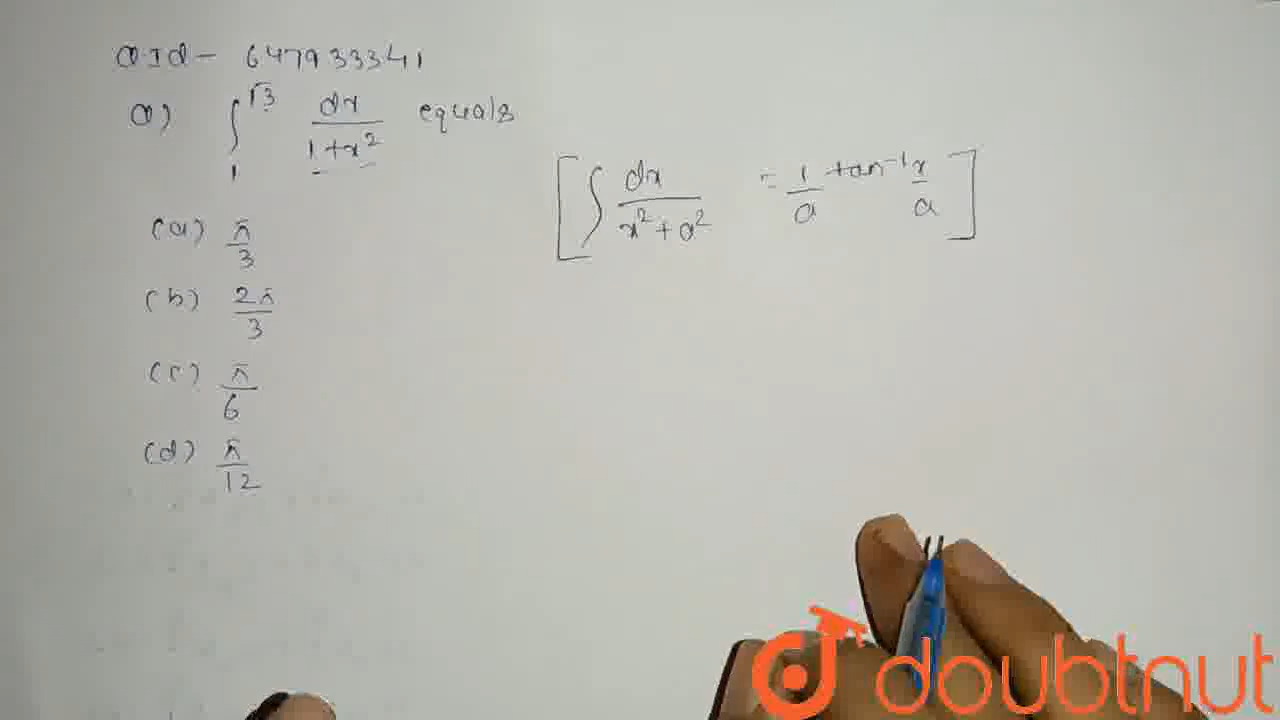 Q.Id - 647933341
Q) ∫₁^√3 dx/(1+x²) equals
[∫ dx/(x²+a²) = 1/a tan⁻¹ x/a]
(a) π/3
(b) 2π/3
(c) π/6
(d) π/12
doubtnut